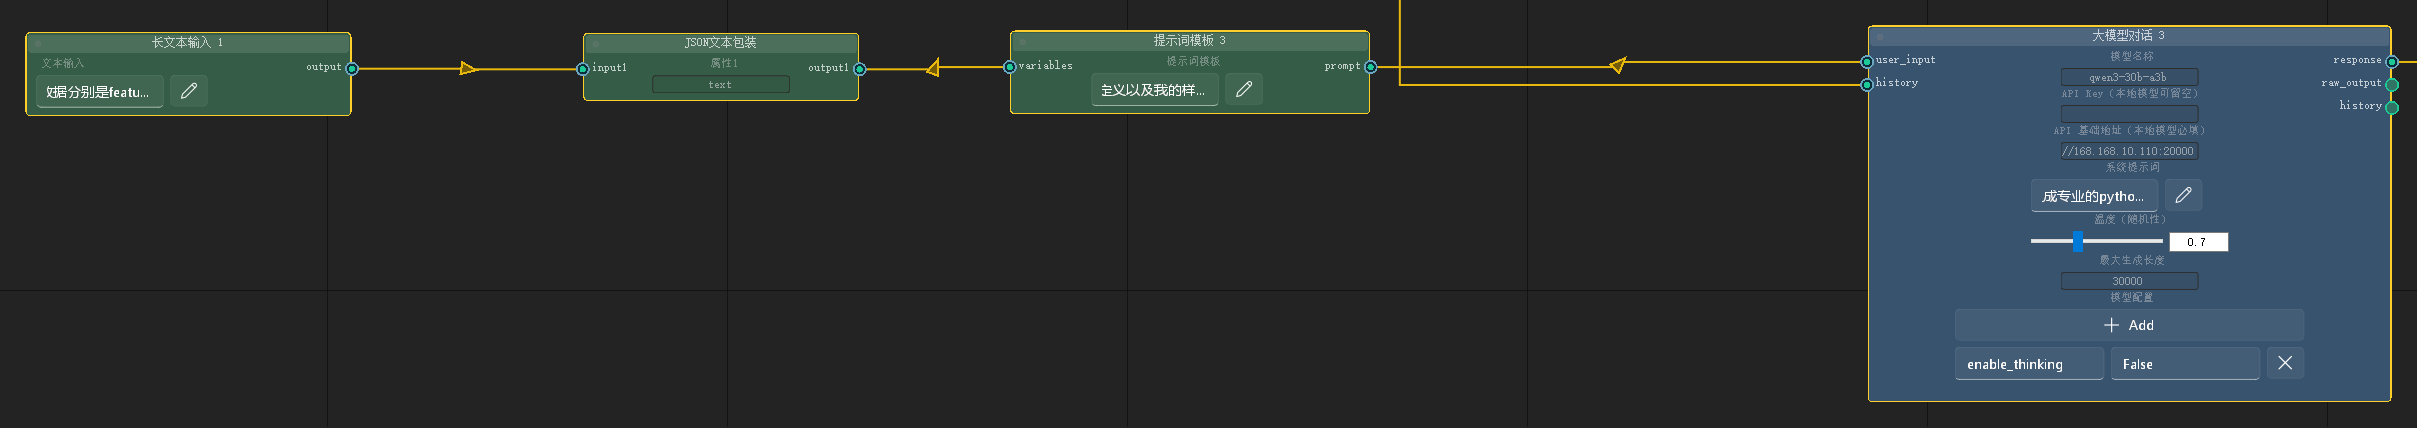 长文本输入 1
文本输入
output
ə据分别是featu...
JSON文本包装
属性1
input1
output1
text
提示词模板 3
提示词模板
variables
prompt
定义以及我的样...
大模型对话 3
模型名称
user_input
response
qwen3-30b-a3b
history
raw_output
API Key（本地模型可留空）
history
API 基础地址（本地模型必填）
//168.168.10.110:20000
系统提示词
成专业的pytho...
温度（随机性）
0.7
最大生成长度
30000
模型配置
Add
enable_thinking
False